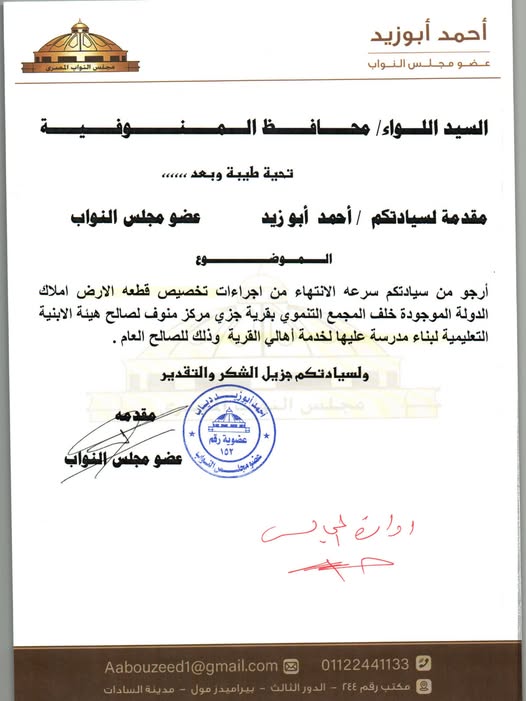 أحمد أبوزيد
عضو مجلس النواب
مجلس النواب المصرى
السيد اللواء/ محافظ المنوفية
تحية طيبة وبعد ،،،،،،
مقدمة لسيادتكم / أحمد أبو زيد عضو مجلس النواب
الموضوع
أرجو من سيادتكم سرعه الانتهاء من اجراءات تخصيص قطعه الارض املاك
الدولة الموجودة خلف المجمع التنموي بقرية جزي مركز منوف لصالح هيئة الابنية
التعليمية لبناء مدرسة عليها لخدمة أهالي القرية وذلك للصالح العام .
ولسيادتكم جزيل الشكر والتقدير
مقدمه
عضو مجلس النواب
أحمد أبوزيد دياب
عضوية رقم
١٥٢
عضو مجلس النواب
ادارة المجالس
01122441133
Aabouzeed1@gmail.com
مكتب رقم ٢٤٤ - الدور الثالث - بيراميدز مول - مدينة السادات